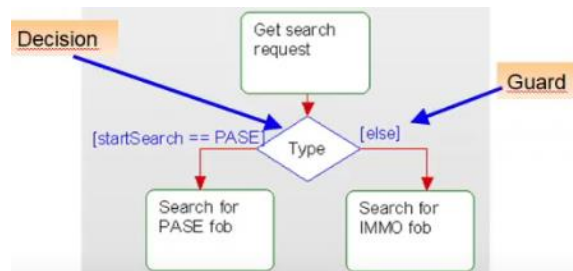 Decision
Get search
request
Guard
[startSearch == PASE]
[else]
Type
Search for
PASE fob
Search for
IMMO fob